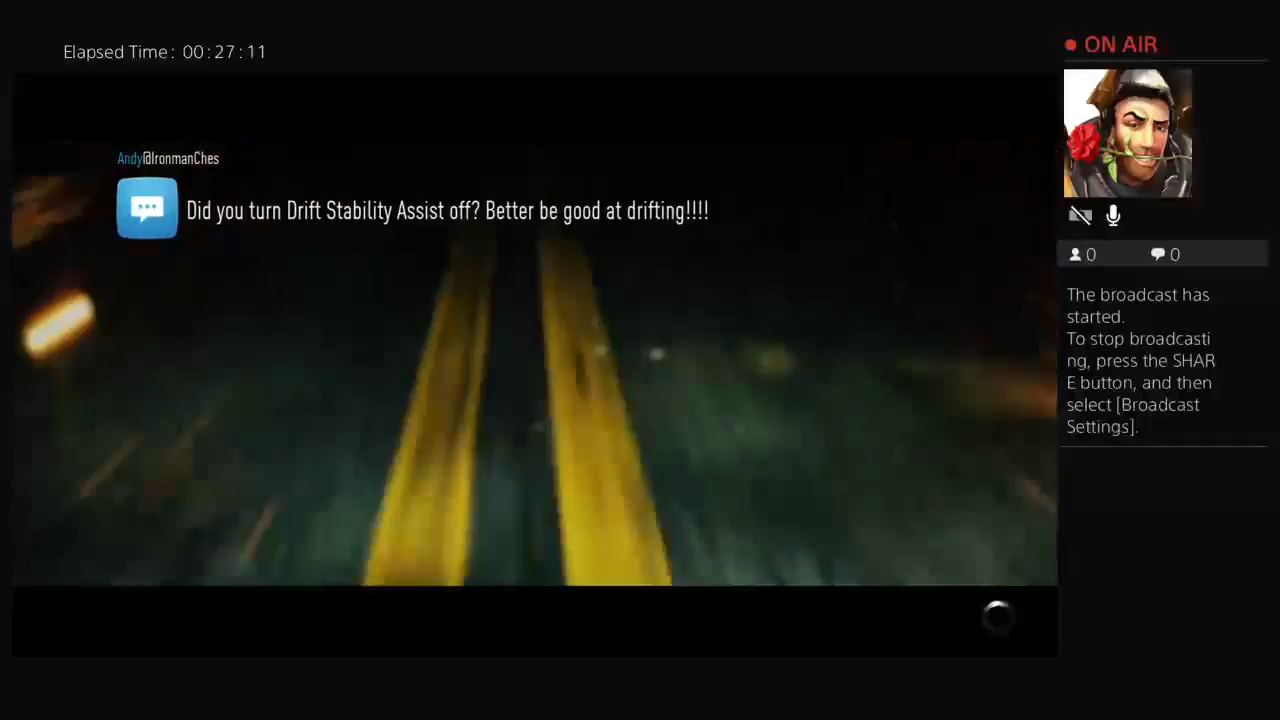 Elapsed Time: 00:27:11
ON AIR
Andy@IronmanChes
Did you turn Drift Stability Assist off? Better be good at drifting!!!!
0
0
The broadcast has
started.
To stop broadcasti
ng, press the SHAR
E button, and then
select [Broadcast
Settings].